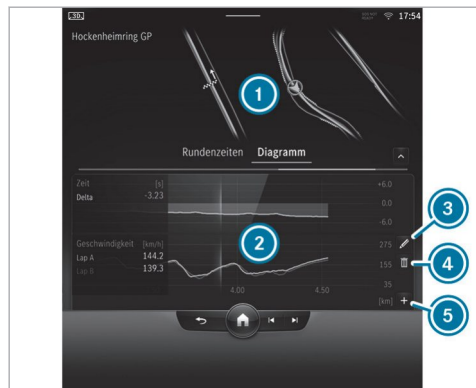 SD
17:54
Hockenheimring GP
1
Rundenzeiten Diagramm
Zeit [s]
Delta -3.23
+6.0
0.0
-6.0
3
Geschwindigkeit [km/h]
Lap A 144.2
Lap B 139.3
2
275
155
35
4
4.00 4.50
[km] +
5